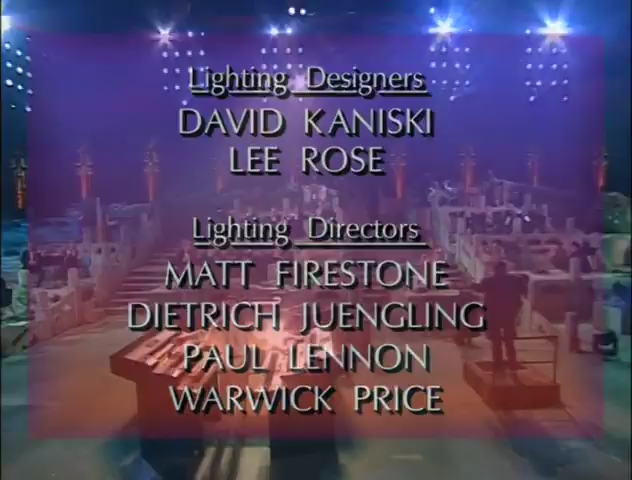 Lighting Designers
DAVID KANISKI
LEE ROSE
Lighting Directors
MATT FIRESTONE
DIETRICH JUENGLING
PAUL LENNON
WARWICK PRICE